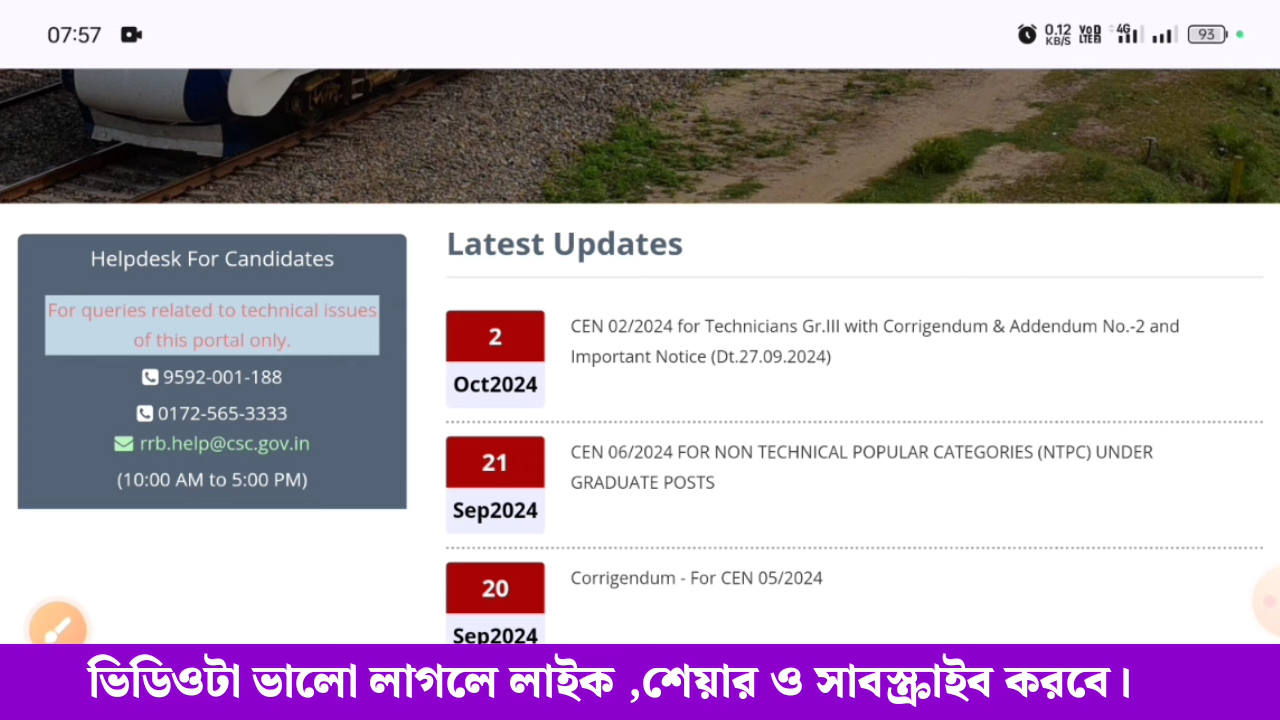 07:57
0.12 KB/S VoD LTE2 4G 93
Helpdesk For Candidates
For queries related to technical issues
of this portal only.
9592-001-188
0172-565-3333
rrb.help@csc.gov.in
(10:00 AM to 5:00 PM)
Latest Updates
2
Oct2024
CEN 02/2024 for Technicians Gr.III with Corrigendum & Addendum No.-2 and
Important Notice (Dt.27.09.2024)
21
Sep2024
CEN 06/2024 FOR NON TECHNICAL POPULAR CATEGORIES (NTPC) UNDER
GRADUATE POSTS
20
Sep2024
Corrigendum - For CEN 05/2024
ভিডিওটা ভালো লাগলে লাইক ,শেয়ার ও সাবস্ক্রাইব করবে।